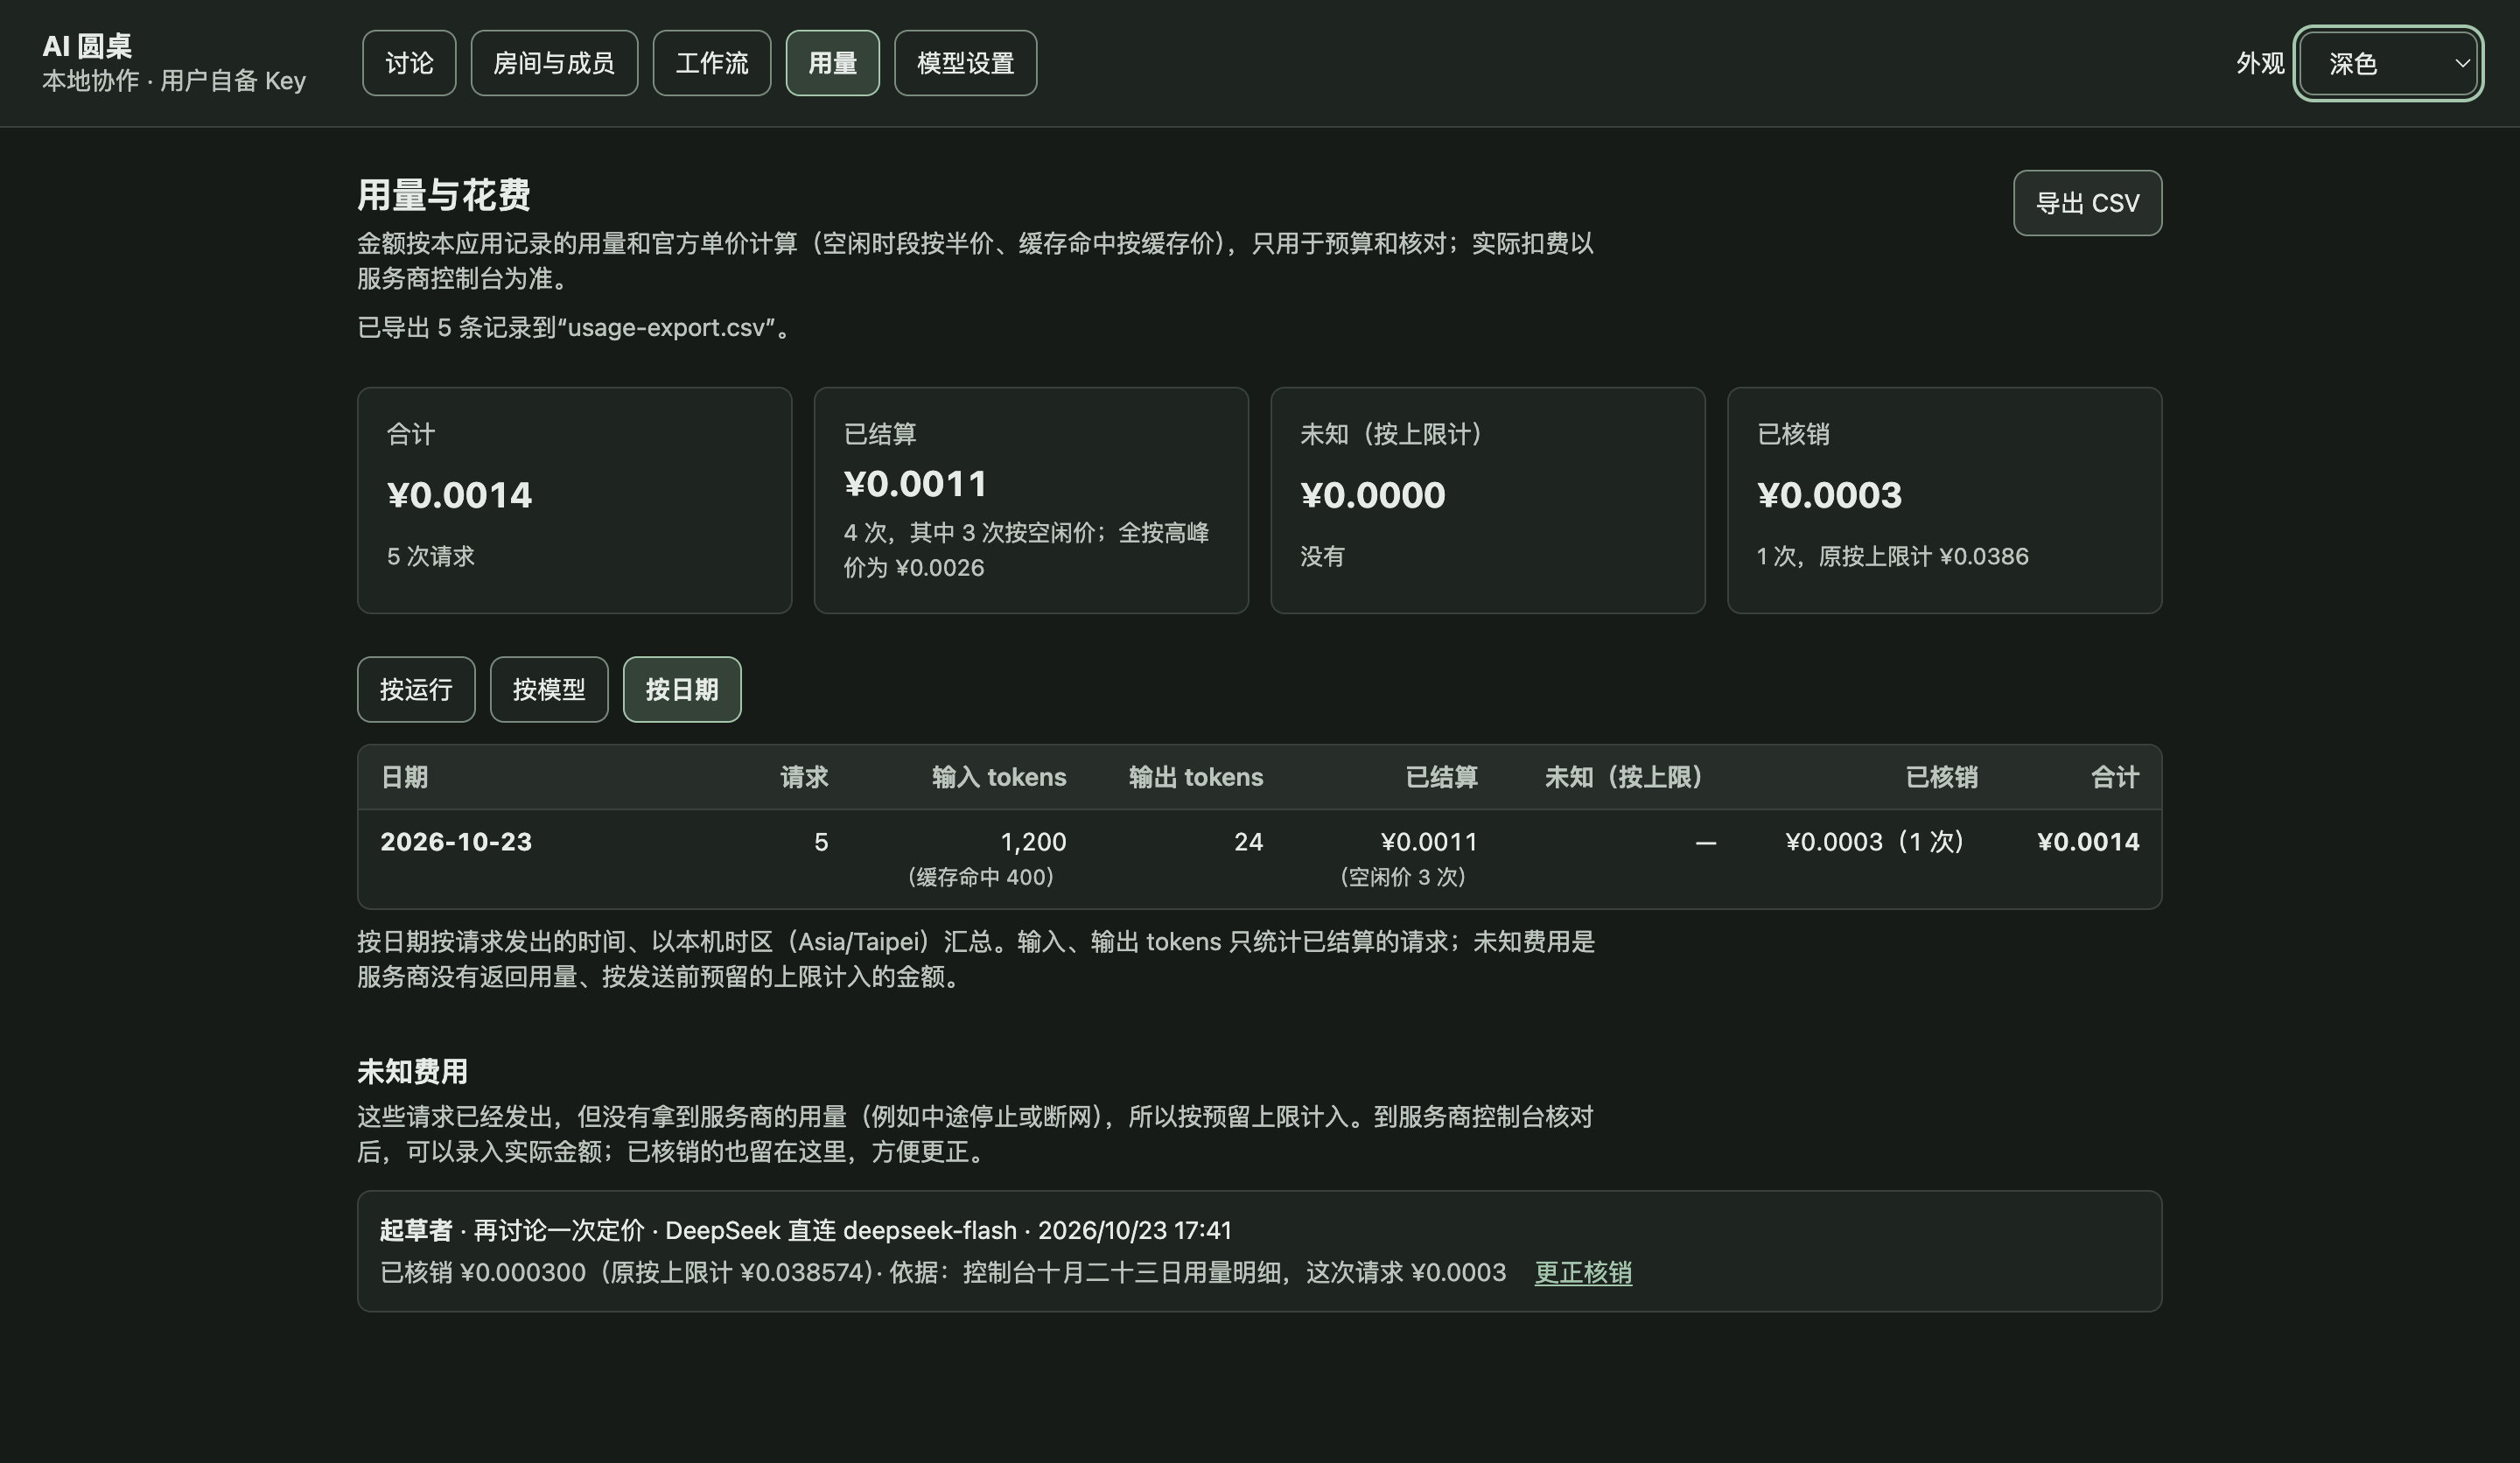 AI 圆桌
本地协作 · 用户自备 Key
讨论
房间与成员
工作流
用量
模型设置
外观
深色
用量与花费
导出 CSV
金额按本应用记录的用量和官方单价计算（空闲时段按半价、缓存命中按缓存价），只用于预算和核对；实际扣费以
服务商控制台为准。
已导出 5 条记录到“usage-export.csv”。
合计
¥0.0014
5 次请求
已结算
¥0.0011
4 次，其中 3 次按空闲价；全按高峰
价为 ¥0.0026
未知（按上限计）
¥0.0000
没有
已核销
¥0.0003
1 次，原按上限计 ¥0.0386
按运行
按模型
按日期
日期 请求 输入 tokens 输出 tokens 已结算 未知（按上限） 已核销 合计
2026-10-23 5 1,200 24 ¥0.0011 — ¥0.0003（1 次） ¥0.0014
（缓存命中 400） （空闲价 3 次）
按日期按请求发出的时间、以本机时区（Asia/Taipei）汇总。输入、输出 tokens 只统计已结算的请求；未知费用是
服务商没有返回用量、按发送前预留的上限计入的金额。
未知费用
这些请求已经发出，但没有拿到服务商的用量（例如中途停止或断网），所以按预留上限计入。到服务商控制台核对
后，可以录入实际金额；已核销的也留在这里，方便更正。
起草者 · 再讨论一次定价 · DeepSeek 直连 deepseek-flash · 2026/10/23 17:41
已核销 ¥0.000300（原按上限计 ¥0.038574）· 依据：控制台十月二十三日用量明细，这次请求 ¥0.0003 更正核销